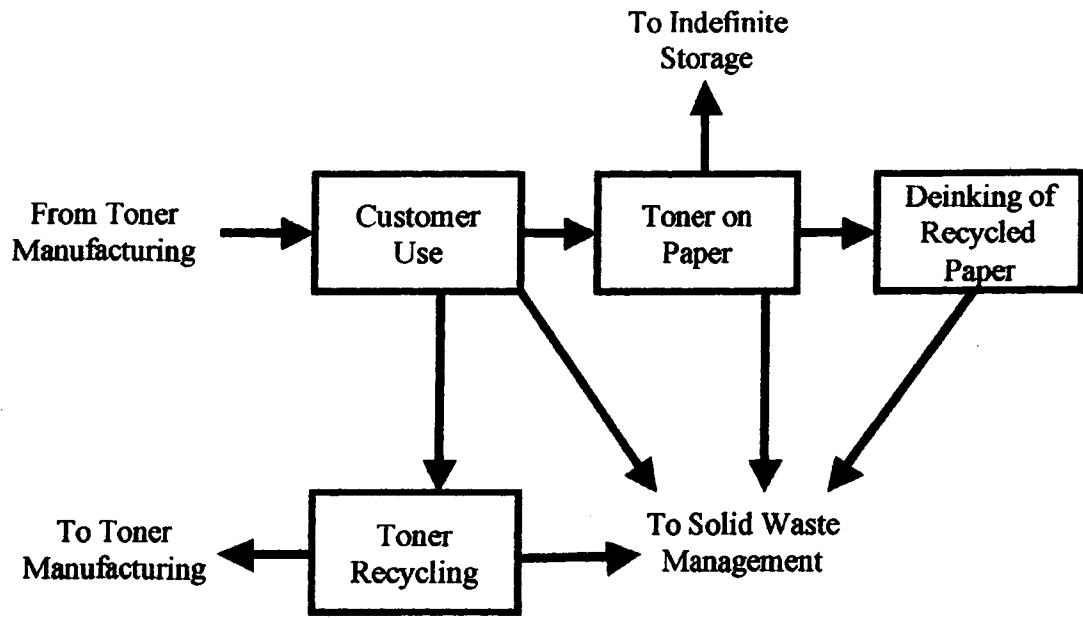 To Indefinite
Storage
From Toner
Manufacturing
Customer
Use
Toner on
Paper
Deinking of
Recycled
Paper
To Toner
Manufacturing
Toner
Recycling
To Solid Waste
Management